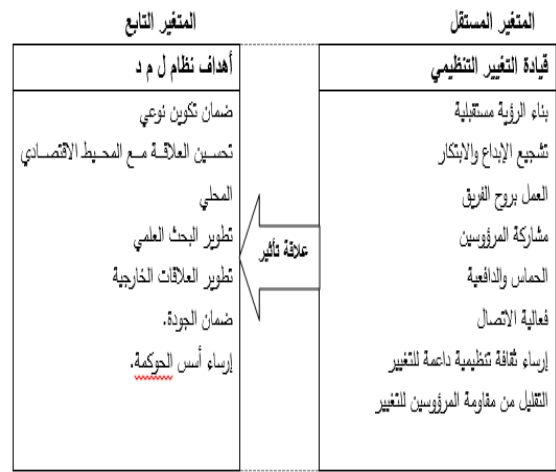 المتغير المستقل
قيادة التغيير التنظيمي
بناء الرؤية مستقبلية
تشجيع الإبداع والابتكار
العمل بروح الفريق
مشاركة المرؤوسين
الحماس والدافعية
فعالية الاتصال
إرساء ثقافة تنظيمية داعمة للتغيير
التقليل من مقاومة المرؤوسين للتغيير
علاقة تأثير
المتغير التابع
أهداف نظام ل م د
ضمان تكوين نوعي
تحسين العلاقة مع المحيط الاقتصادي
المحلي
تطوير البحث العلمي
تطوير العلاقات الخارجية
ضمان الجودة.
إرساء أسس الحوكمة.